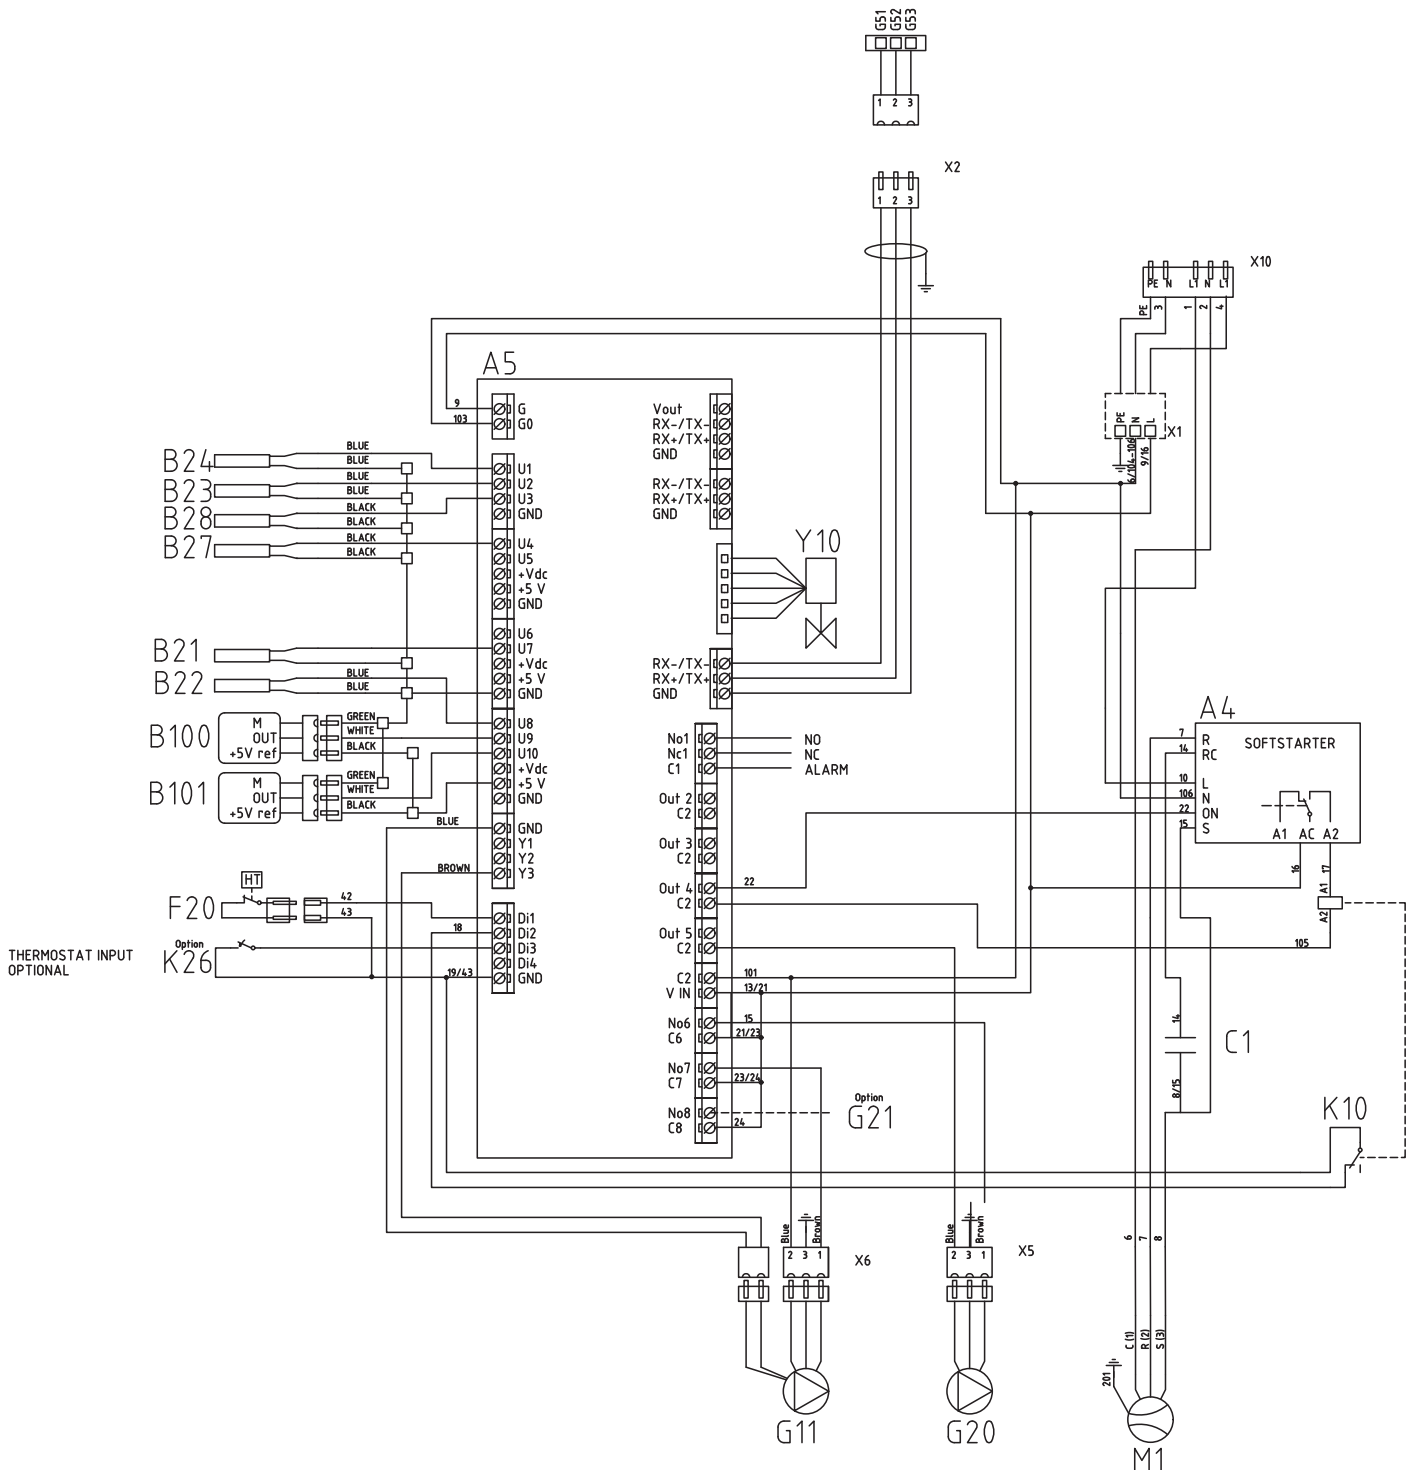 G51 G52 G53
1 2 3
X2
1 2 3
X10
PE N L1 N L1
PE 3 1 2 4
A5
9 G
103 G0
Vout
RX-/TX-
RX+/TX+
GND
RX-/TX-
RX+/TX+
GND
PE N L
X1
6/104-106 9/16
B24 BLUE
BLUE
U1
B23 BLUE
U2
U3
B28 BLACK
BLACK
GND
B27 BLACK
BLACK
U4
U5
+Vdc
+5 V
GND
Y10
B21
U6
U7
+Vdc
B22 BLUE
BLUE
+5 V
GND
RX-/TX-
RX+/TX+
GND
B100
M
OUT
+5V ref
GREEN
WHITE
BLACK
U8
U9
U10
+Vdc
+5 V
GND
B101
M
OUT
+5V ref
GREEN
WHITE
BLACK
BLUE GND
Y1
Y2
BROWN Y3
No1 NO
Nc1 NC
C1 ALARM
Out 2
C2
Out 3
C2
Out 4 22
C2
Out 5
C2
C2 101
V IN 13/21
No6 15
C6 21/23
No7
C7 23/24
No8
C8 24
Option
G21
A4
SOFTSTARTER
7 R
14 RC
10 L
106 N
22 ON
15 S
A1 AC A2
16 17
A1
A2
105
HT
F20
42
43
Di1
18 Di2
Di3
Di4
19/43 GND
Option
K26
THERMOSTAT INPUT
OPTIONAL
14
C1
8/15
K10
Blue Brown
2 3 1
X6
Blue Brown
2 3 1
X5
6 7 8
C (1) R (2) S (3)
201
G11
G20
M1